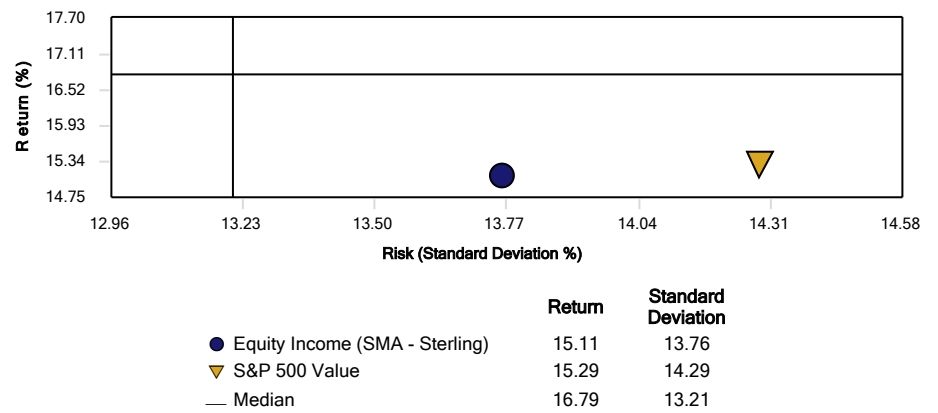 17.70
17.11
16.52
15.93
15.34
14.75
Return (%)
12.96 13.23 13.50 13.77 14.04 14.31 14.58
Risk (Standard Deviation %)
Return Standard Deviation
Equity Income (SMA - Sterling) 15.11 13.76
S&P 500 Value 15.29 14.29
Median 16.79 13.21